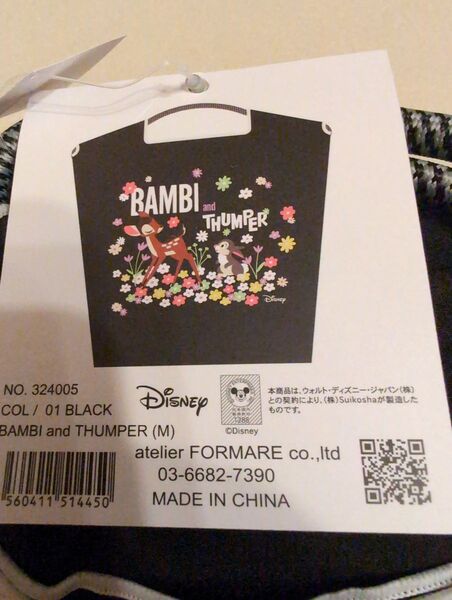 BAMBI
and
THUMPER
Disney
NO. 324005
COL / 01 BLACK
BAMBI and THUMPER (M)
Disney
1288
©Disney
本商品は、ウォルト・ディズニー・ジャパン(株)
との契約により、(株)Suikoshaが製造した
ものです。
560411 514450
atelier FORMARE co.,ltd
03-6682-7390
MADE IN CHINA